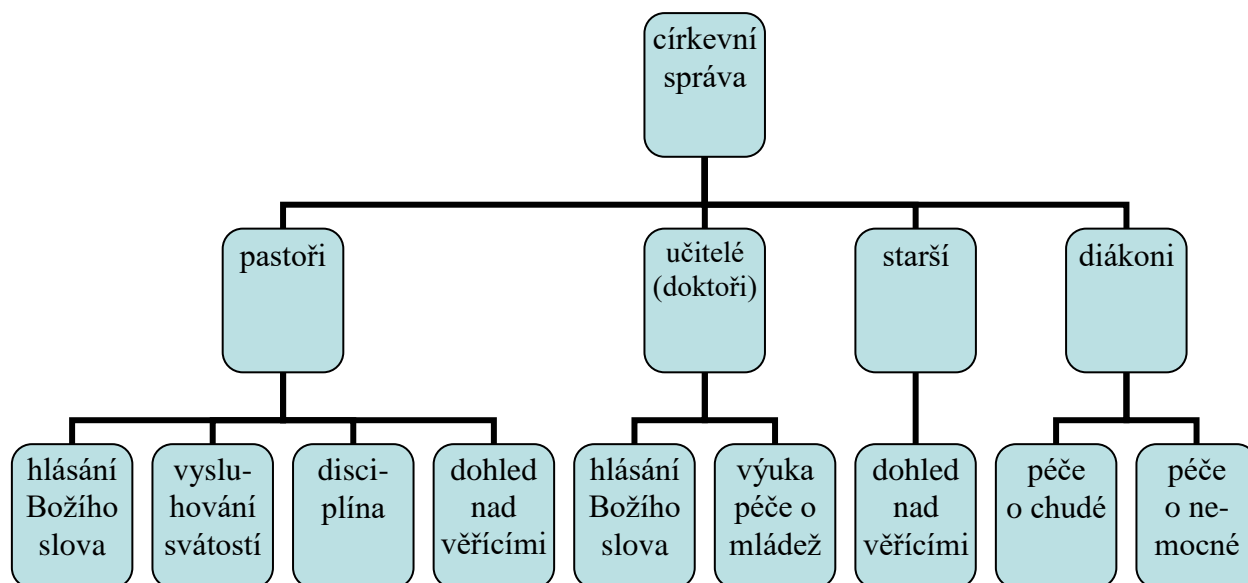 církevní
správa
pastoři
učitelé
(doktoři)
starší
diákoni
hlásání
Božího
slova
vyslu-
hování
svátostí
disci-
plína
dohled
nad
věřícími
hlásání
Božího
slova
výuka
péče o
mládež
dohled
nad
věřícími
péče
o chudé
péče
o ne-
mocné